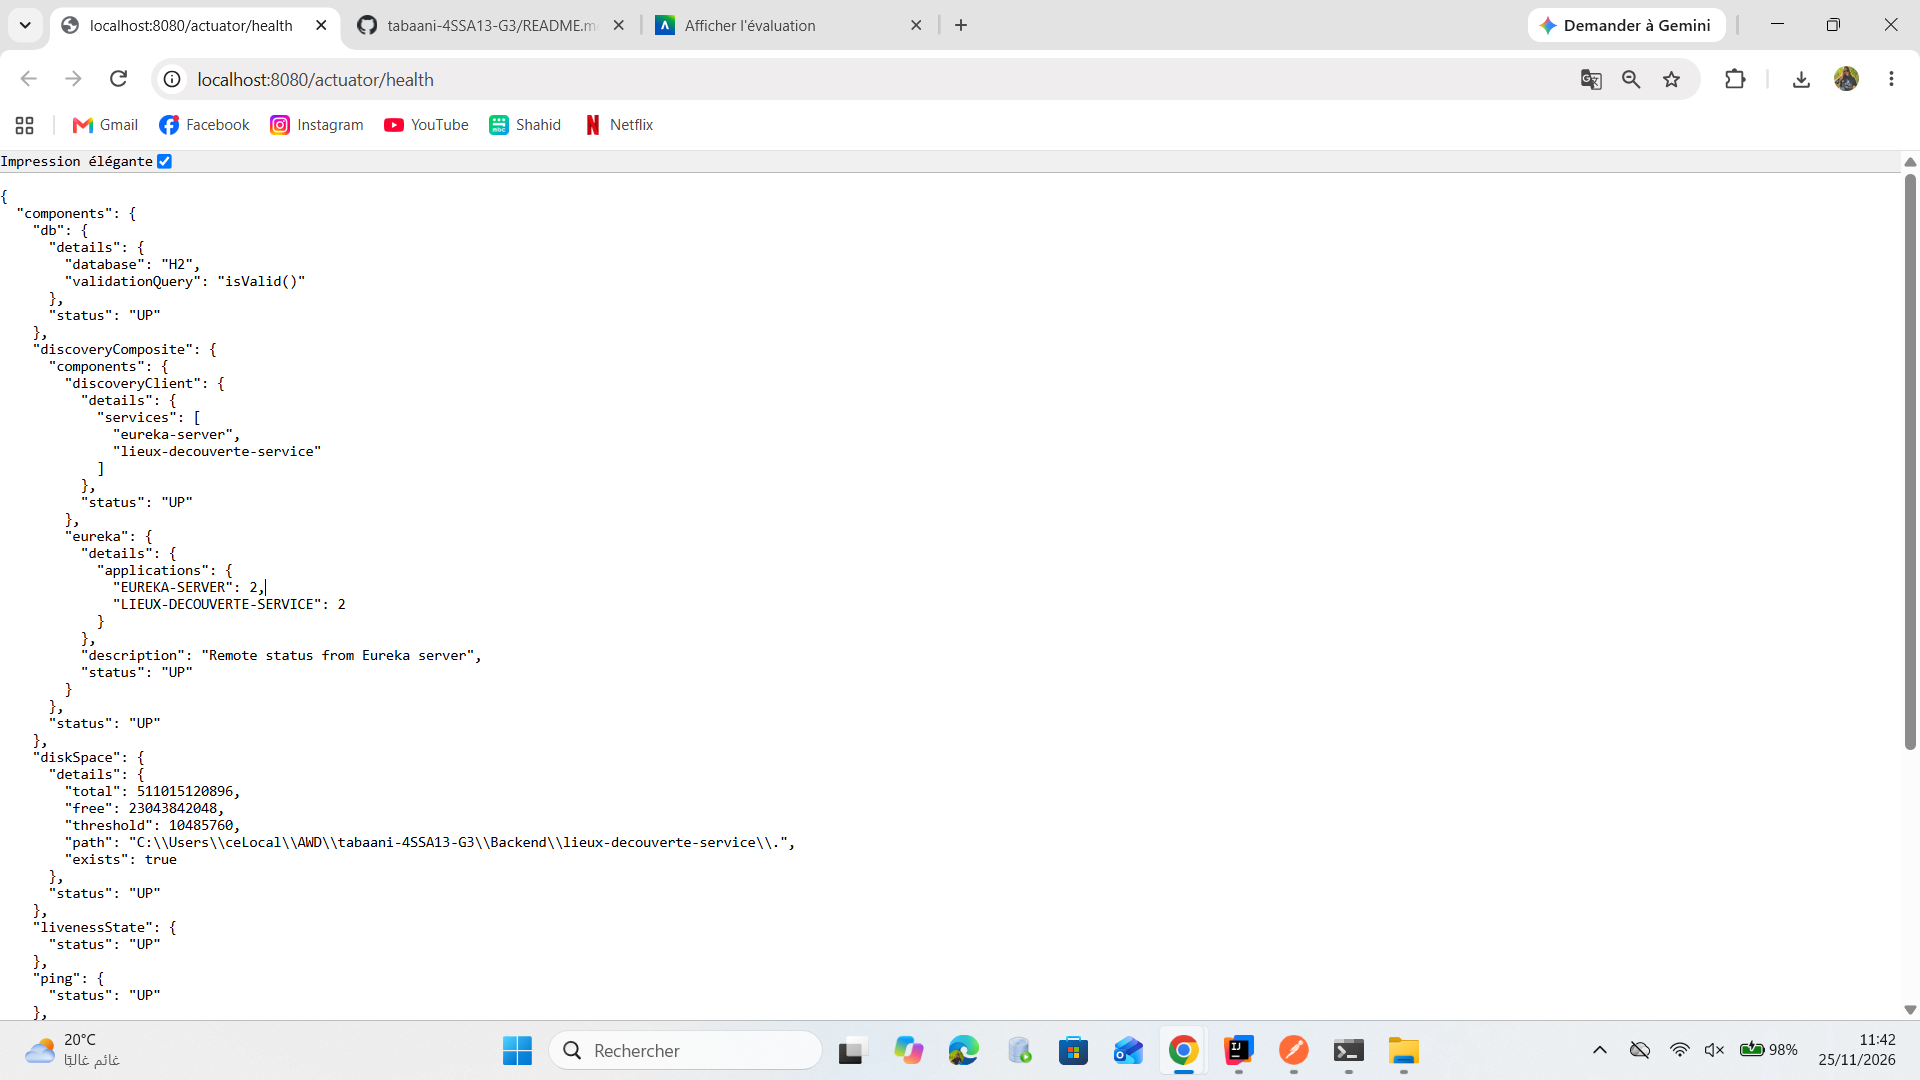 localhost:8080/actuator/health
tabaani-4SSA13-G3/README.m
Afficher l'évaluation
Demander à Gemini
localhost:8080/actuator/health
Gmail
Facebook
Instagram
YouTube
Shahid
Netflix
Impression élégante
{
  "components": {
    "db": {
      "details": {
        "database": "H2",
        "validationQuery": "isValid()"
      },
      "status": "UP"
    },
    "discoveryComposite": {
      "components": {
        "discoveryClient": {
          "details": {
            "services": [
              "eureka-server",
              "lieux-decouverte-service"
            ]
          },
          "status": "UP"
        },
        "eureka": {
          "details": {
            "applications": {
              "EUREKA-SERVER": 2,
              "LIEUX-DECOUVERTE-SERVICE": 2
            }
          },
          "description": "Remote status from Eureka server",
          "status": "UP"
        }
      },
      "status": "UP"
    },
    "diskSpace": {
      "details": {
        "total": 511015120896,
        "free": 23043842048,
        "threshold": 10485760,
        "path": "C:\\Users\\ceLocal\\AWD\\tabaani-4SSA13-G3\\Backend\\lieux-decouverte-service\\.",
        "exists": true
      },
      "status": "UP"
    },
    "livenessState": {
      "status": "UP"
    },
    "ping": {
      "status": "UP"
    },
20°C
غائم غالبًا
Rechercher
98%
11:42
25/11/2026